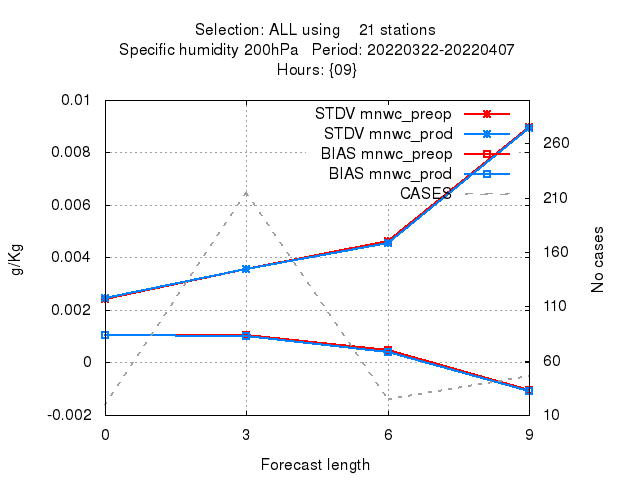 Selection: ALL using 21 stations
Specific humidity 200hPa Period: 20220322-20220407
Hours: {09}
0.01
0.008
0.006
0.004
0.002
0
-0.002
g/Kg
STDV mnwc_preop
STDV mnwc_prod
BIAS mnwc_preop
BIAS mnwc_prod
CASES
260
210
160
110
60
10
No cases
0 3 6 9
Forecast length